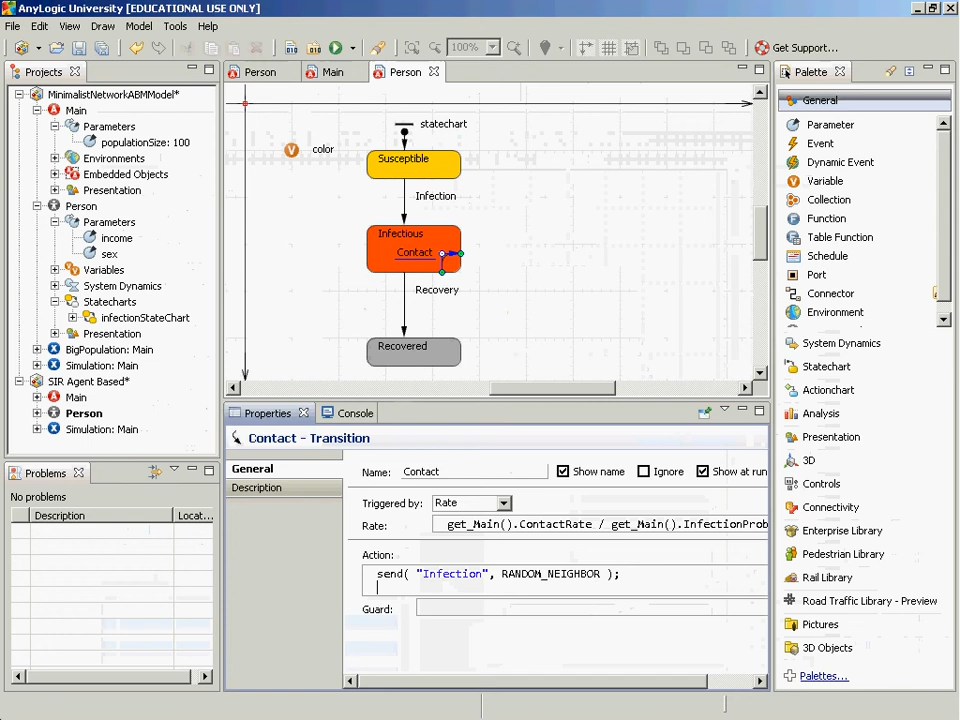 AnyLogic University [EDUCATIONAL USE ONLY]
File Edit View Draw Model Tools Help
100% Get Support...
Projects
MinimalistNetworkABMModel*
Main
Parameters
populationSize: 100
Environments
Embedded Objects
Presentation
Person
Parameters
income
sex
Variables
System Dynamics
Statecharts
infectionStateChart
Presentation
BigPopulation: Main
Simulation: Main
SIR Agent Based*
Main
Person
Simulation: Main
Problems
No problems
Description Locat...
Person Main Person
statechart
color
Susceptible
Infection
Infectious
Contact
Recovery
Recovered
Properties Console
Contact - Transition
General
Description
Name: Contact Show name Ignore Show at run
Triggered by: Rate
Rate: get_Main().ContactRate / get_Main().InfectionProb
Action:
send( "Infection", RANDOM_NEIGHBOR );
Guard:
Palette
General
Parameter
Event
Dynamic Event
Variable
Collection
Function
Table Function
Schedule
Port
Connector
Environment
System Dynamics
Statechart
Actionchart
Analysis
Presentation
3D
Controls
Connectivity
Enterprise Library
Pedestrian Library
Rail Library
Road Traffic Library - Preview
Pictures
3D Objects
Palettes...